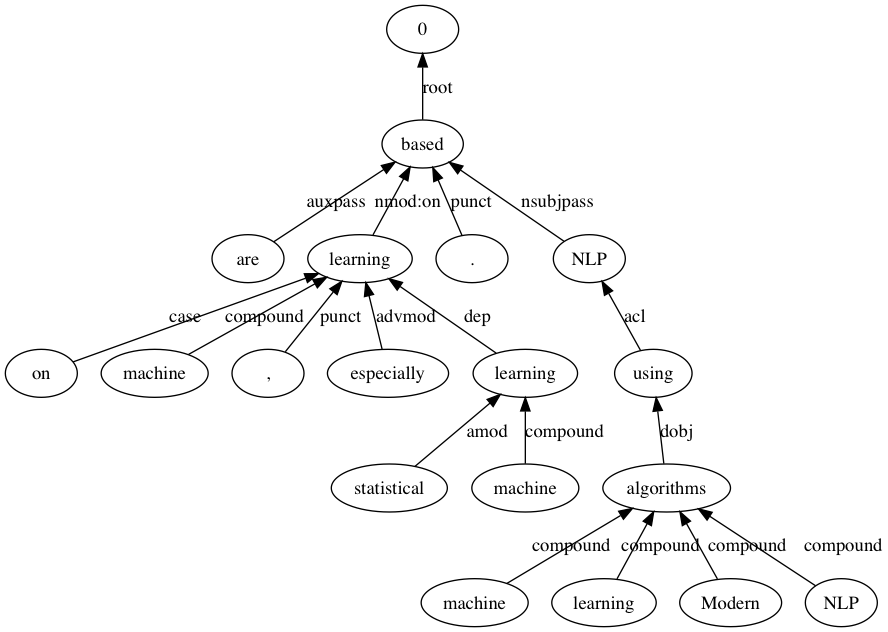 0
root
based
auxpass nmod:on punct nsubjpass
are learning . NLP
case compound punct advmod dep acl
on machine , especially learning using
amod compound dobj
statistical machine algorithms
compound compound compound compound
machine learning Modern NLP